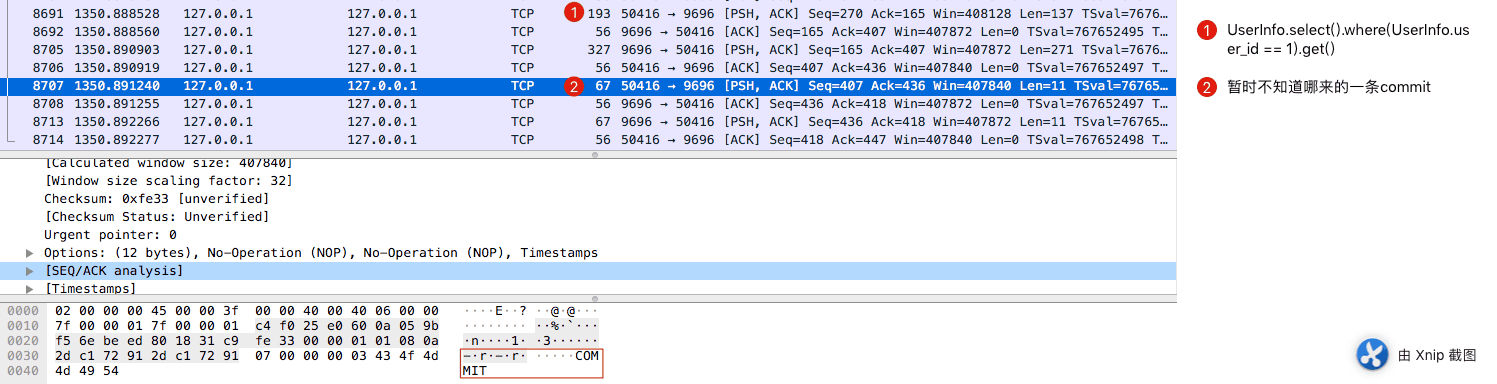 8691 1350.888528 127.0.0.1 127.0.0.1 TCP 1 193 50416 → 9696 [PSH, ACK] Seq=270 Ack=165 Win=408128 Len=137 TSval=7676…
8692 1350.888560 127.0.0.1 127.0.0.1 TCP 56 9696 → 50416 [ACK] Seq=165 Ack=407 Win=407872 Len=0 TSval=767652495 T…
8705 1350.890903 127.0.0.1 127.0.0.1 TCP 327 9696 → 50416 [PSH, ACK] Seq=165 Ack=407 Win=407872 Len=271 TSval=7676…
8706 1350.890919 127.0.0.1 127.0.0.1 TCP 56 50416 → 9696 [ACK] Seq=407 Ack=436 Win=407840 Len=0 TSval=767652497 T…
8707 1350.891240 127.0.0.1 127.0.0.1 TCP 2 67 50416 → 9696 [PSH, ACK] Seq=407 Ack=436 Win=407840 Len=11 TSval=76765…
8708 1350.891255 127.0.0.1 127.0.0.1 TCP 56 9696 → 50416 [ACK] Seq=436 Ack=418 Win=407872 Len=0 TSval=767652497 T…
8713 1350.892266 127.0.0.1 127.0.0.1 TCP 67 9696 → 50416 [PSH, ACK] Seq=436 Ack=418 Win=407872 Len=11 TSval=76765…
8714 1350.892277 127.0.0.1 127.0.0.1 TCP 56 50416 → 9696 [ACK] Seq=418 Ack=447 Win=407840 Len=0 TSval=767652498 T…
1 UserInfo.select().where(UserInfo.us
er_id == 1).get()
2 暂时不知道哪来的一条commit
[Calculated window size: 407840]
[Window size scaling factor: 32]
Checksum: 0xfe33 [unverified]
[Checksum Status: Unverified]
Urgent pointer: 0
Options: (12 bytes), No-Operation (NOP), No-Operation (NOP), Timestamps
[SEQ/ACK analysis]
[Timestamps]
0000 02 00 00 00 45 00 00 3f 00 00 40 00 40 06 00 00 ····E··? ··@·@···
0010 7f 00 00 01 7f 00 00 01 c4 f0 25 e0 60 0a 05 9b ········ ··%·`···
0020 f5 6e be ed 80 18 31 c9 fe 33 00 00 01 01 08 0a ·n····1· ·3······
0030 2d c1 72 91 2d c1 72 91 07 00 00 00 03 43 4f 4d –·r·–·r· ·····COM
0040 4d 49 54 MIT
由 Xnip 截图